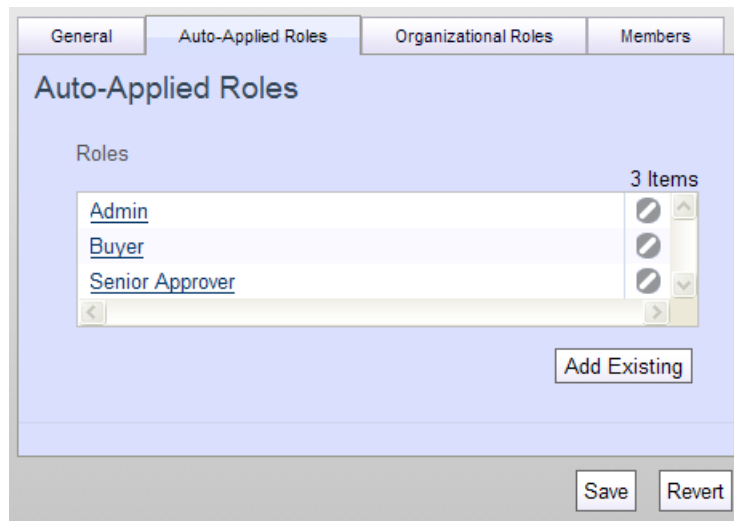 General Auto-Applied Roles Organizational Roles Members
Auto-Applied Roles
Roles
3 Items
Admin
Buyer
Senior Approver
Add Existing
Save Revert